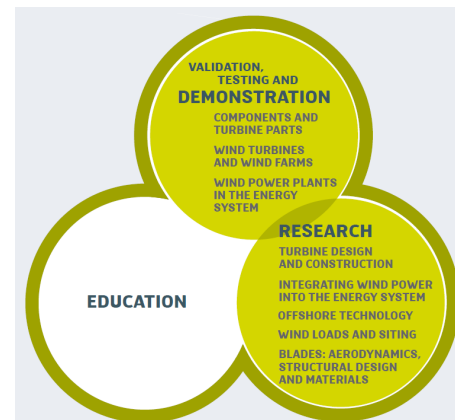 VALIDATION,
TESTING AND
DEMONSTRATION
COMPONENTS AND
TURBINE PARTS
WIND TURBINES
AND WIND FARMS
WIND POWER PLANTS
IN THE ENERGY
SYSTEM
RESEARCH
TURBINE DESIGN
AND CONSTRUCTION
INTEGRATING WIND POWER
INTO THE ENERGY SYSTEM
OFFSHORE TECHNOLOGY
WIND LOADS AND SITING
BLADES: AERODYNAMICS,
STRUCTURAL DESIGN
AND MATERIALS
EDUCATION